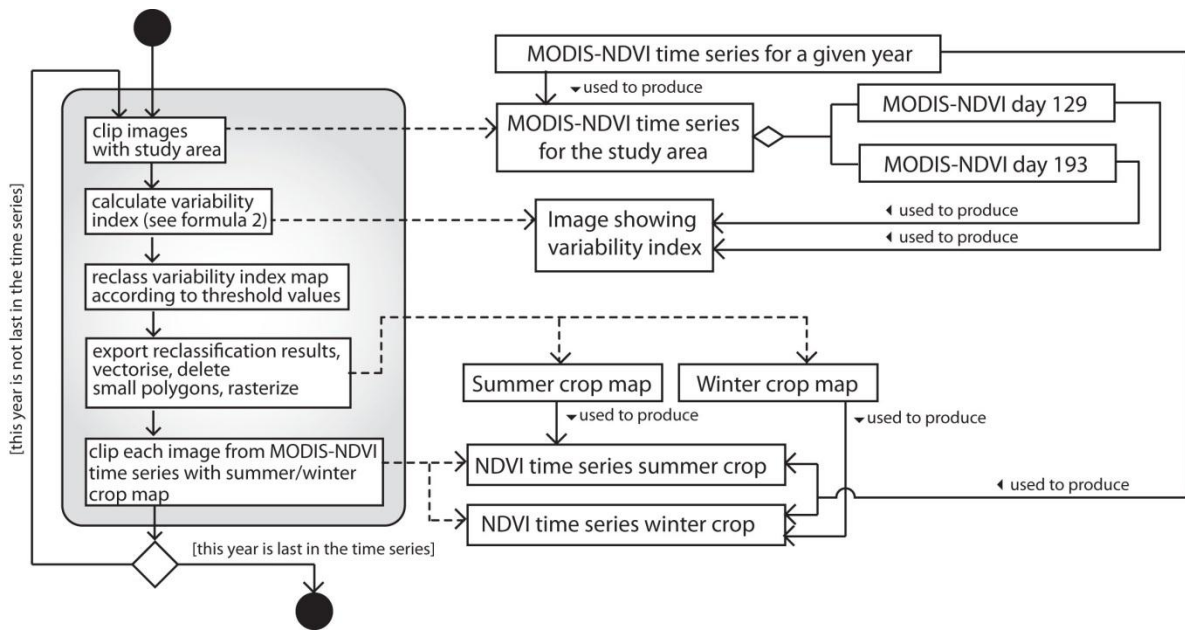 [this year is not last in the time series]
clip images
with study area
calculate variability
index (see formula 2)
reclass variability index map
according to threshold values
export reclassification results,
vectorise, delete
small polygons, rasterize
clip each image from MODIS-NDVI
time series with summer/winter
crop map
[this year is last in the time series]
MODIS-NDVI time series for a given year
used to produce
MODIS-NDVI time series
for the study area
MODIS-NDVI day 129
MODIS-NDVI day 193
used to produce
used to produce
Image showing
variability index
Summer crop map
Winter crop map
used to produce
used to produce
NDVI time series summer crop
NDVI time series winter crop
used to produce